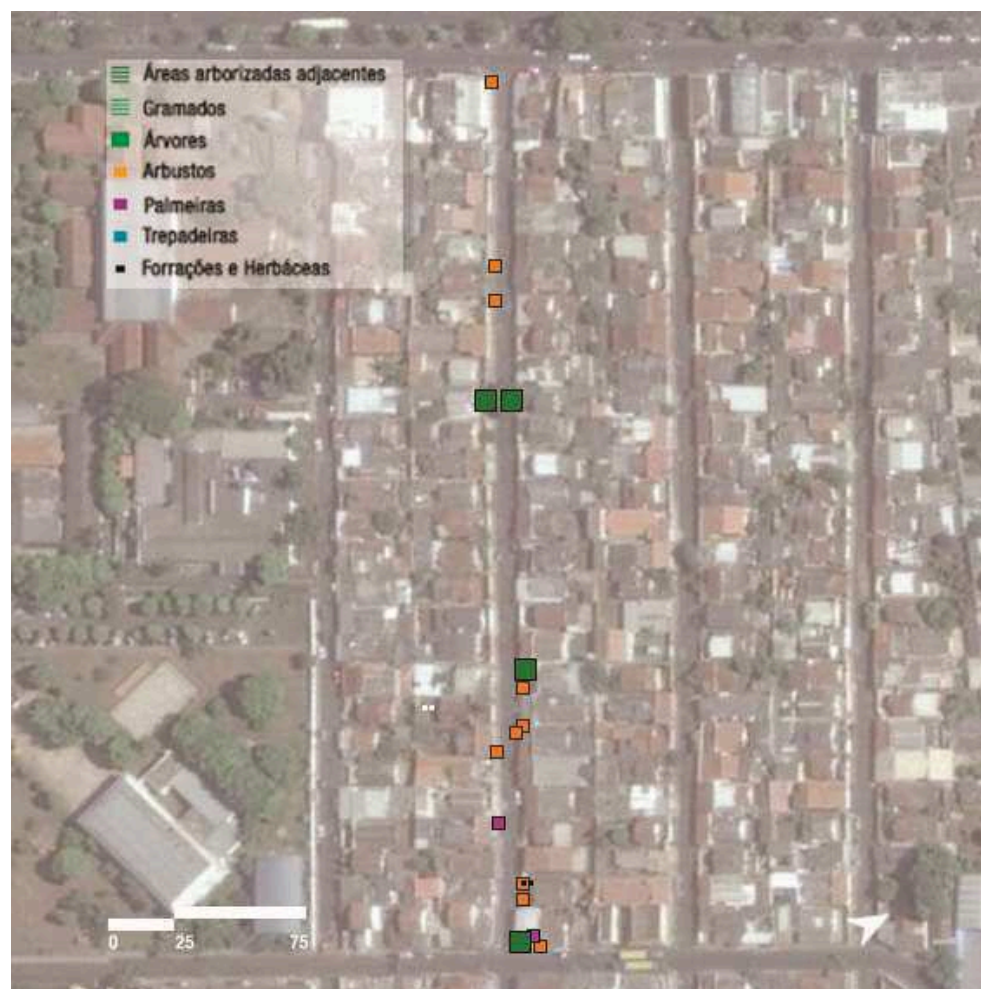 Áreas arborizadas adjacentes
Gramados
Árvores
Arbustos
Palmeiras
Trepadeiras
Forrações e Herbáceas
0 25 75